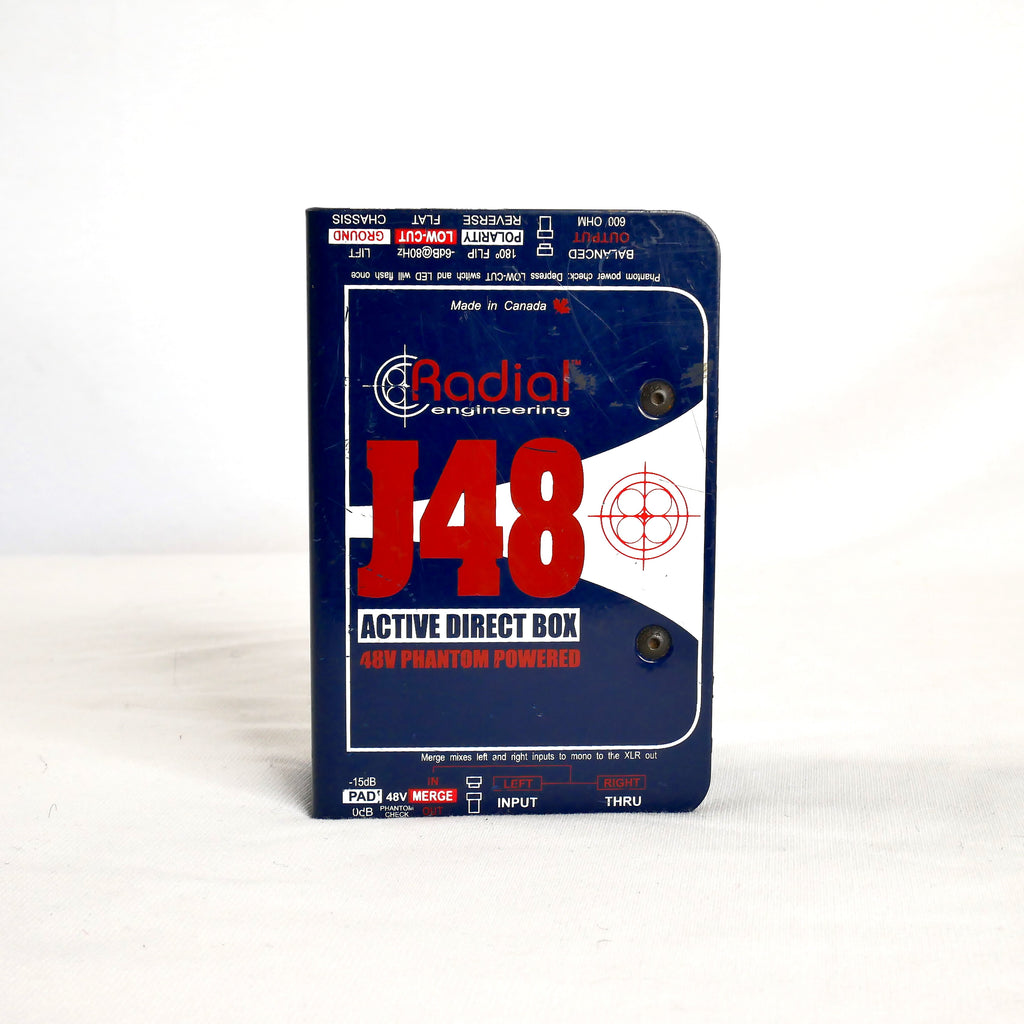 BALANCED
OUTPUT
600 OHM
180° FLIP
POLARITY
REVERSE
-6dB@80Hz
LOW-CUT
FLAT
LIFT
GROUND
CHASSIS
Phantom power check: Depress LOW-CUT switch and LED will flash once
Made in Canada
Radial™
engineering
J48
ACTIVE DIRECT BOX
48V PHANTOM POWERED
Merge mixes left and right inputs to mono to the XLR out
-15dB
PAD
0dB
48V
PHANTOM
CHECK
IN
MERGE
OUT
LEFT
INPUT
RIGHT
THRU